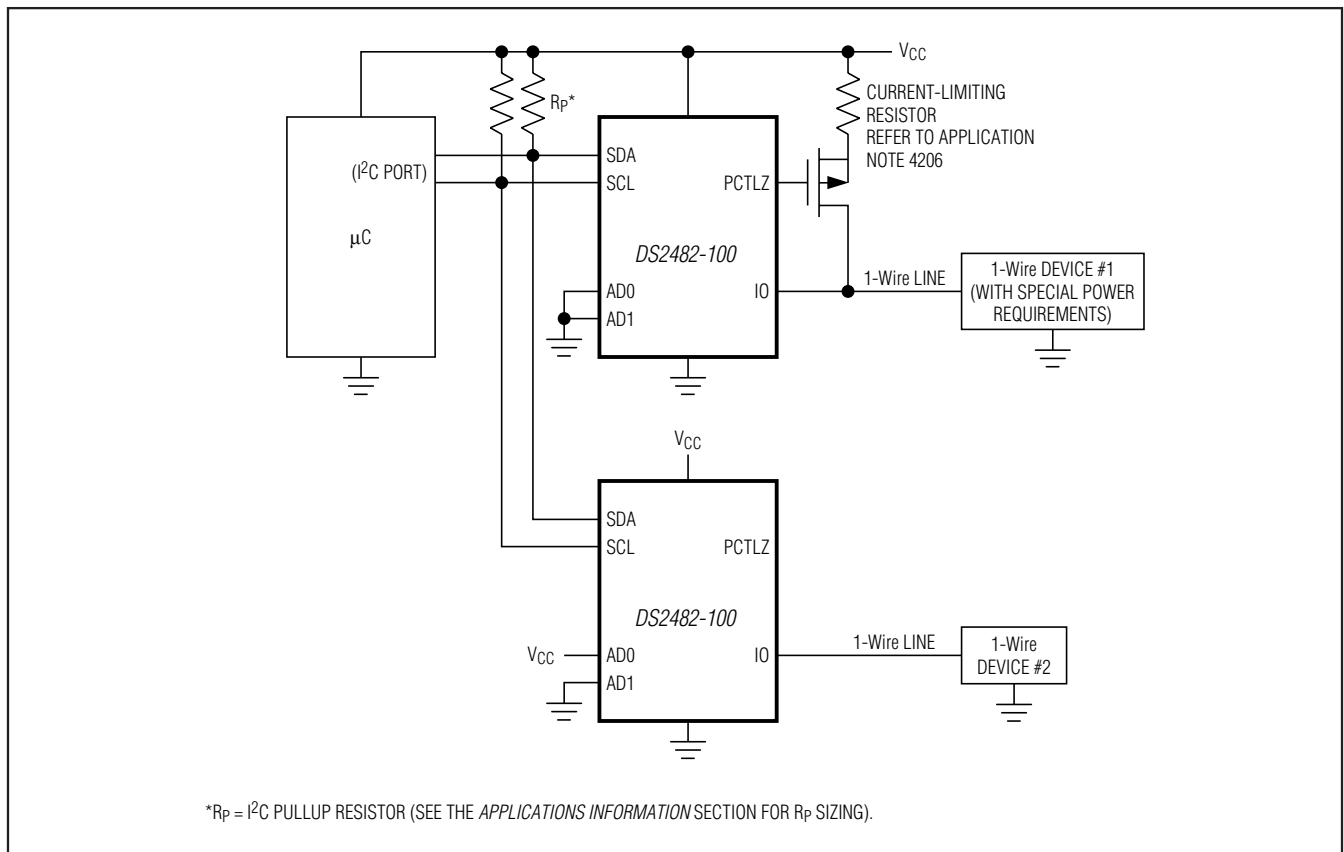 VCC
RP*
CURRENT-LIMITING
RESISTOR
REFER TO APPLICATION
NOTE 4206
(I2C PORT)
μC
SDA
SCL
PCTLZ
DS2482-100
AD0
AD1
IO
1-Wire LINE
1-Wire DEVICE #1
(WITH SPECIAL POWER
REQUIREMENTS)
VCC
SDA
SCL
PCTLZ
DS2482-100
VCC
AD0
AD1
IO
1-Wire LINE
1-Wire
DEVICE #2
*RP = I2C PULLUP RESISTOR (SEE THE APPLICATIONS INFORMATION SECTION FOR RP SIZING).